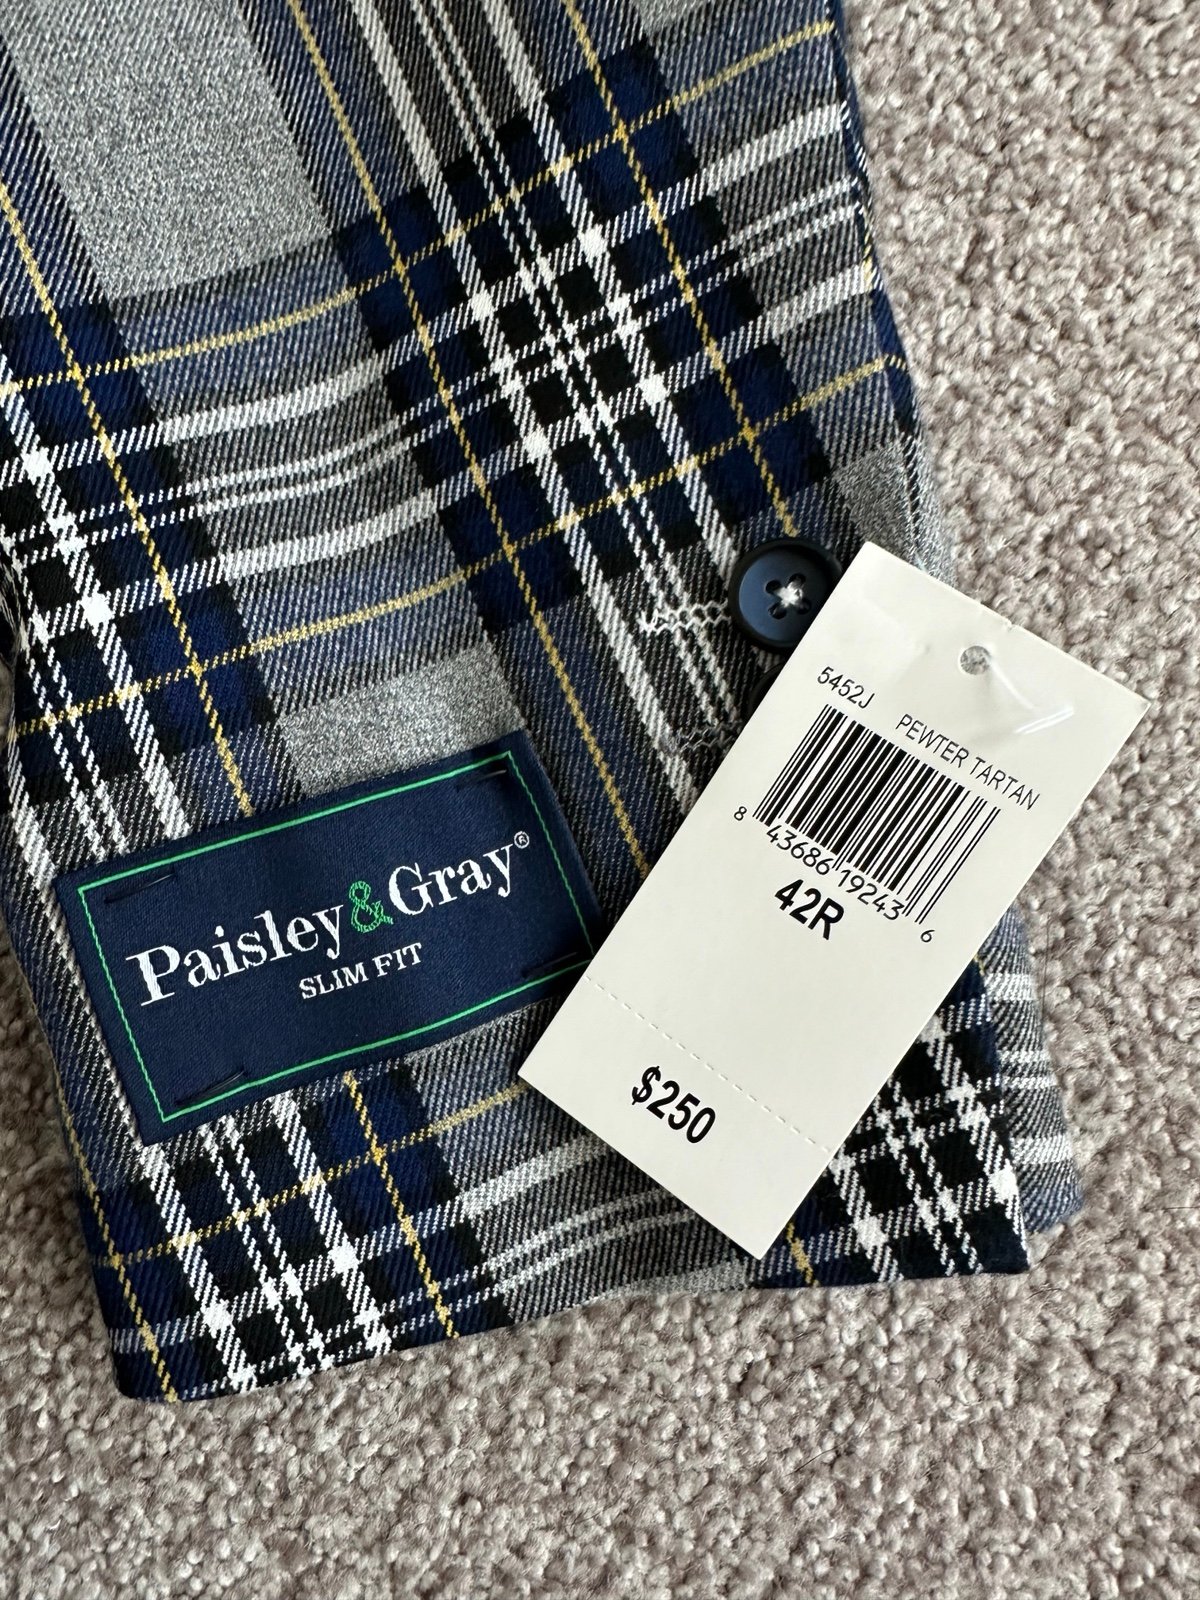 Paisley&Gray®
SLIM FIT
5452J PEWTER TARTAN
8 43686 19243 6
42R
$250